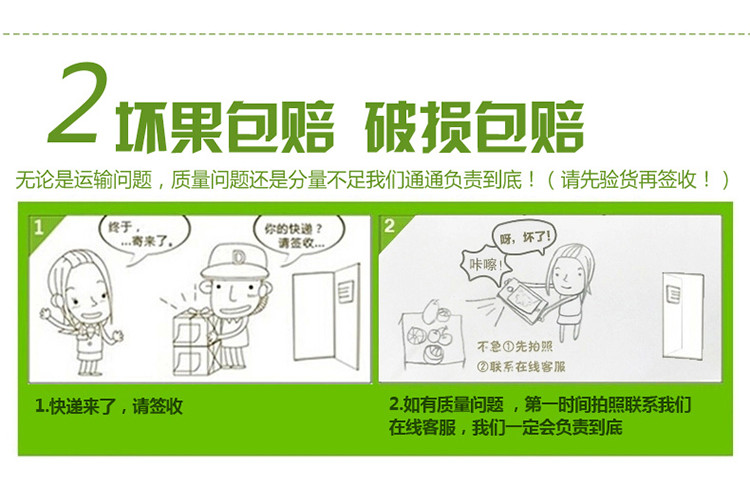 2 坏果包赔 破损包赔
无论是运输问题，质量问题还是分量不足我们通通负责到底！（请先验货再签收！）
1
终于，
...寄来了。
你的快递？
请签收...
D
1.快递来了，请签收
2
呀，坏了！
咔嚓！
不急①先拍照
②联系在线客服
2.如有质量问题 ，第一时间拍照联系我们
在线客服，我们一定会负责到底